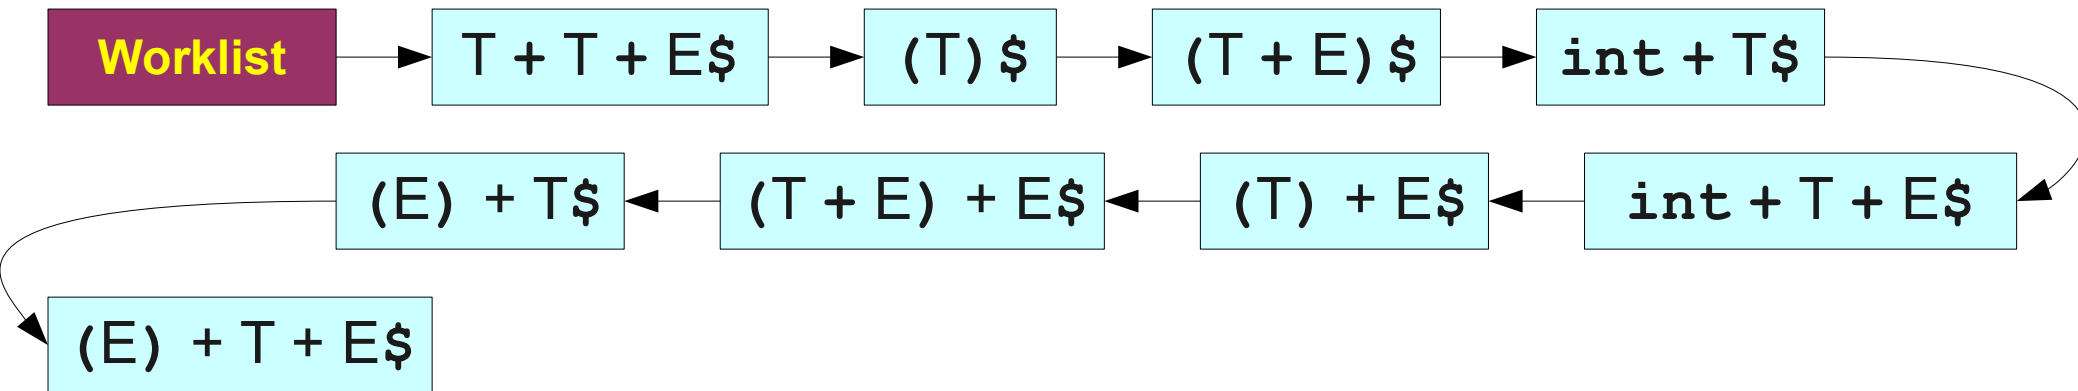 Worklist
T + T + E$
(T)$
(T + E)$
int + T$
int + T + E$
(T) + E$
(T + E) + E$
(E) + T$
(E) + T + E$